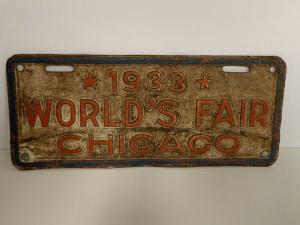 ★ 1933 ★
WORLD'S FAIR
CHICAGO